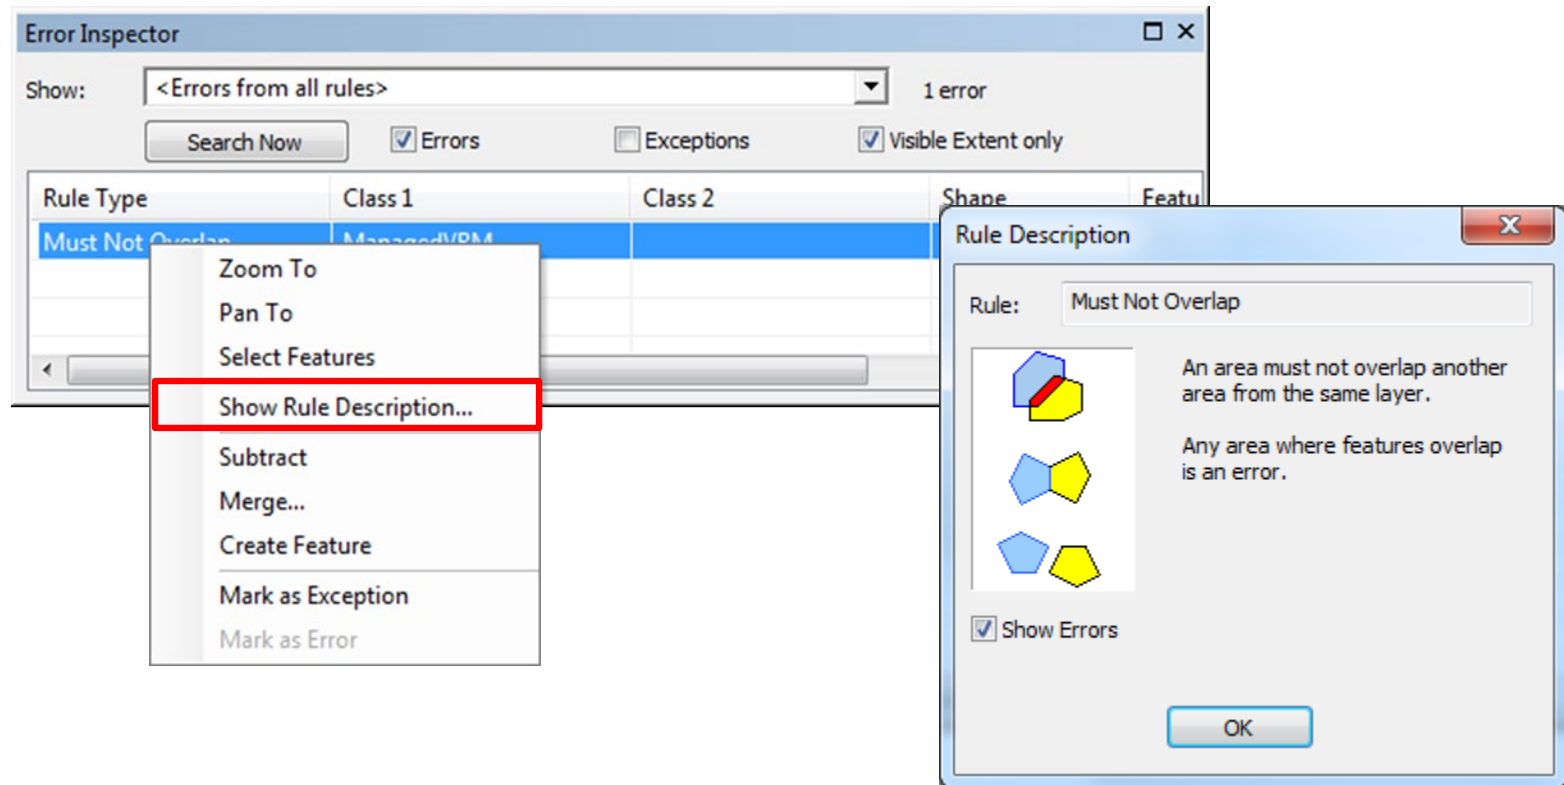 Error Inspector
Show: <Errors from all rules> 1 error
Search Now Errors Exceptions Visible Extent only
Rule Type Class 1 Class 2 Shape Featu
Must Not Overlap ManagedVRM
Zoom To
Pan To
Select Features
Show Rule Description...
Subtract
Merge...
Create Feature
Mark as Exception
Mark as Error
Rule Description
Rule: Must Not Overlap
An area must not overlap another
area from the same layer.
Any area where features overlap
is an error.
Show Errors
OK